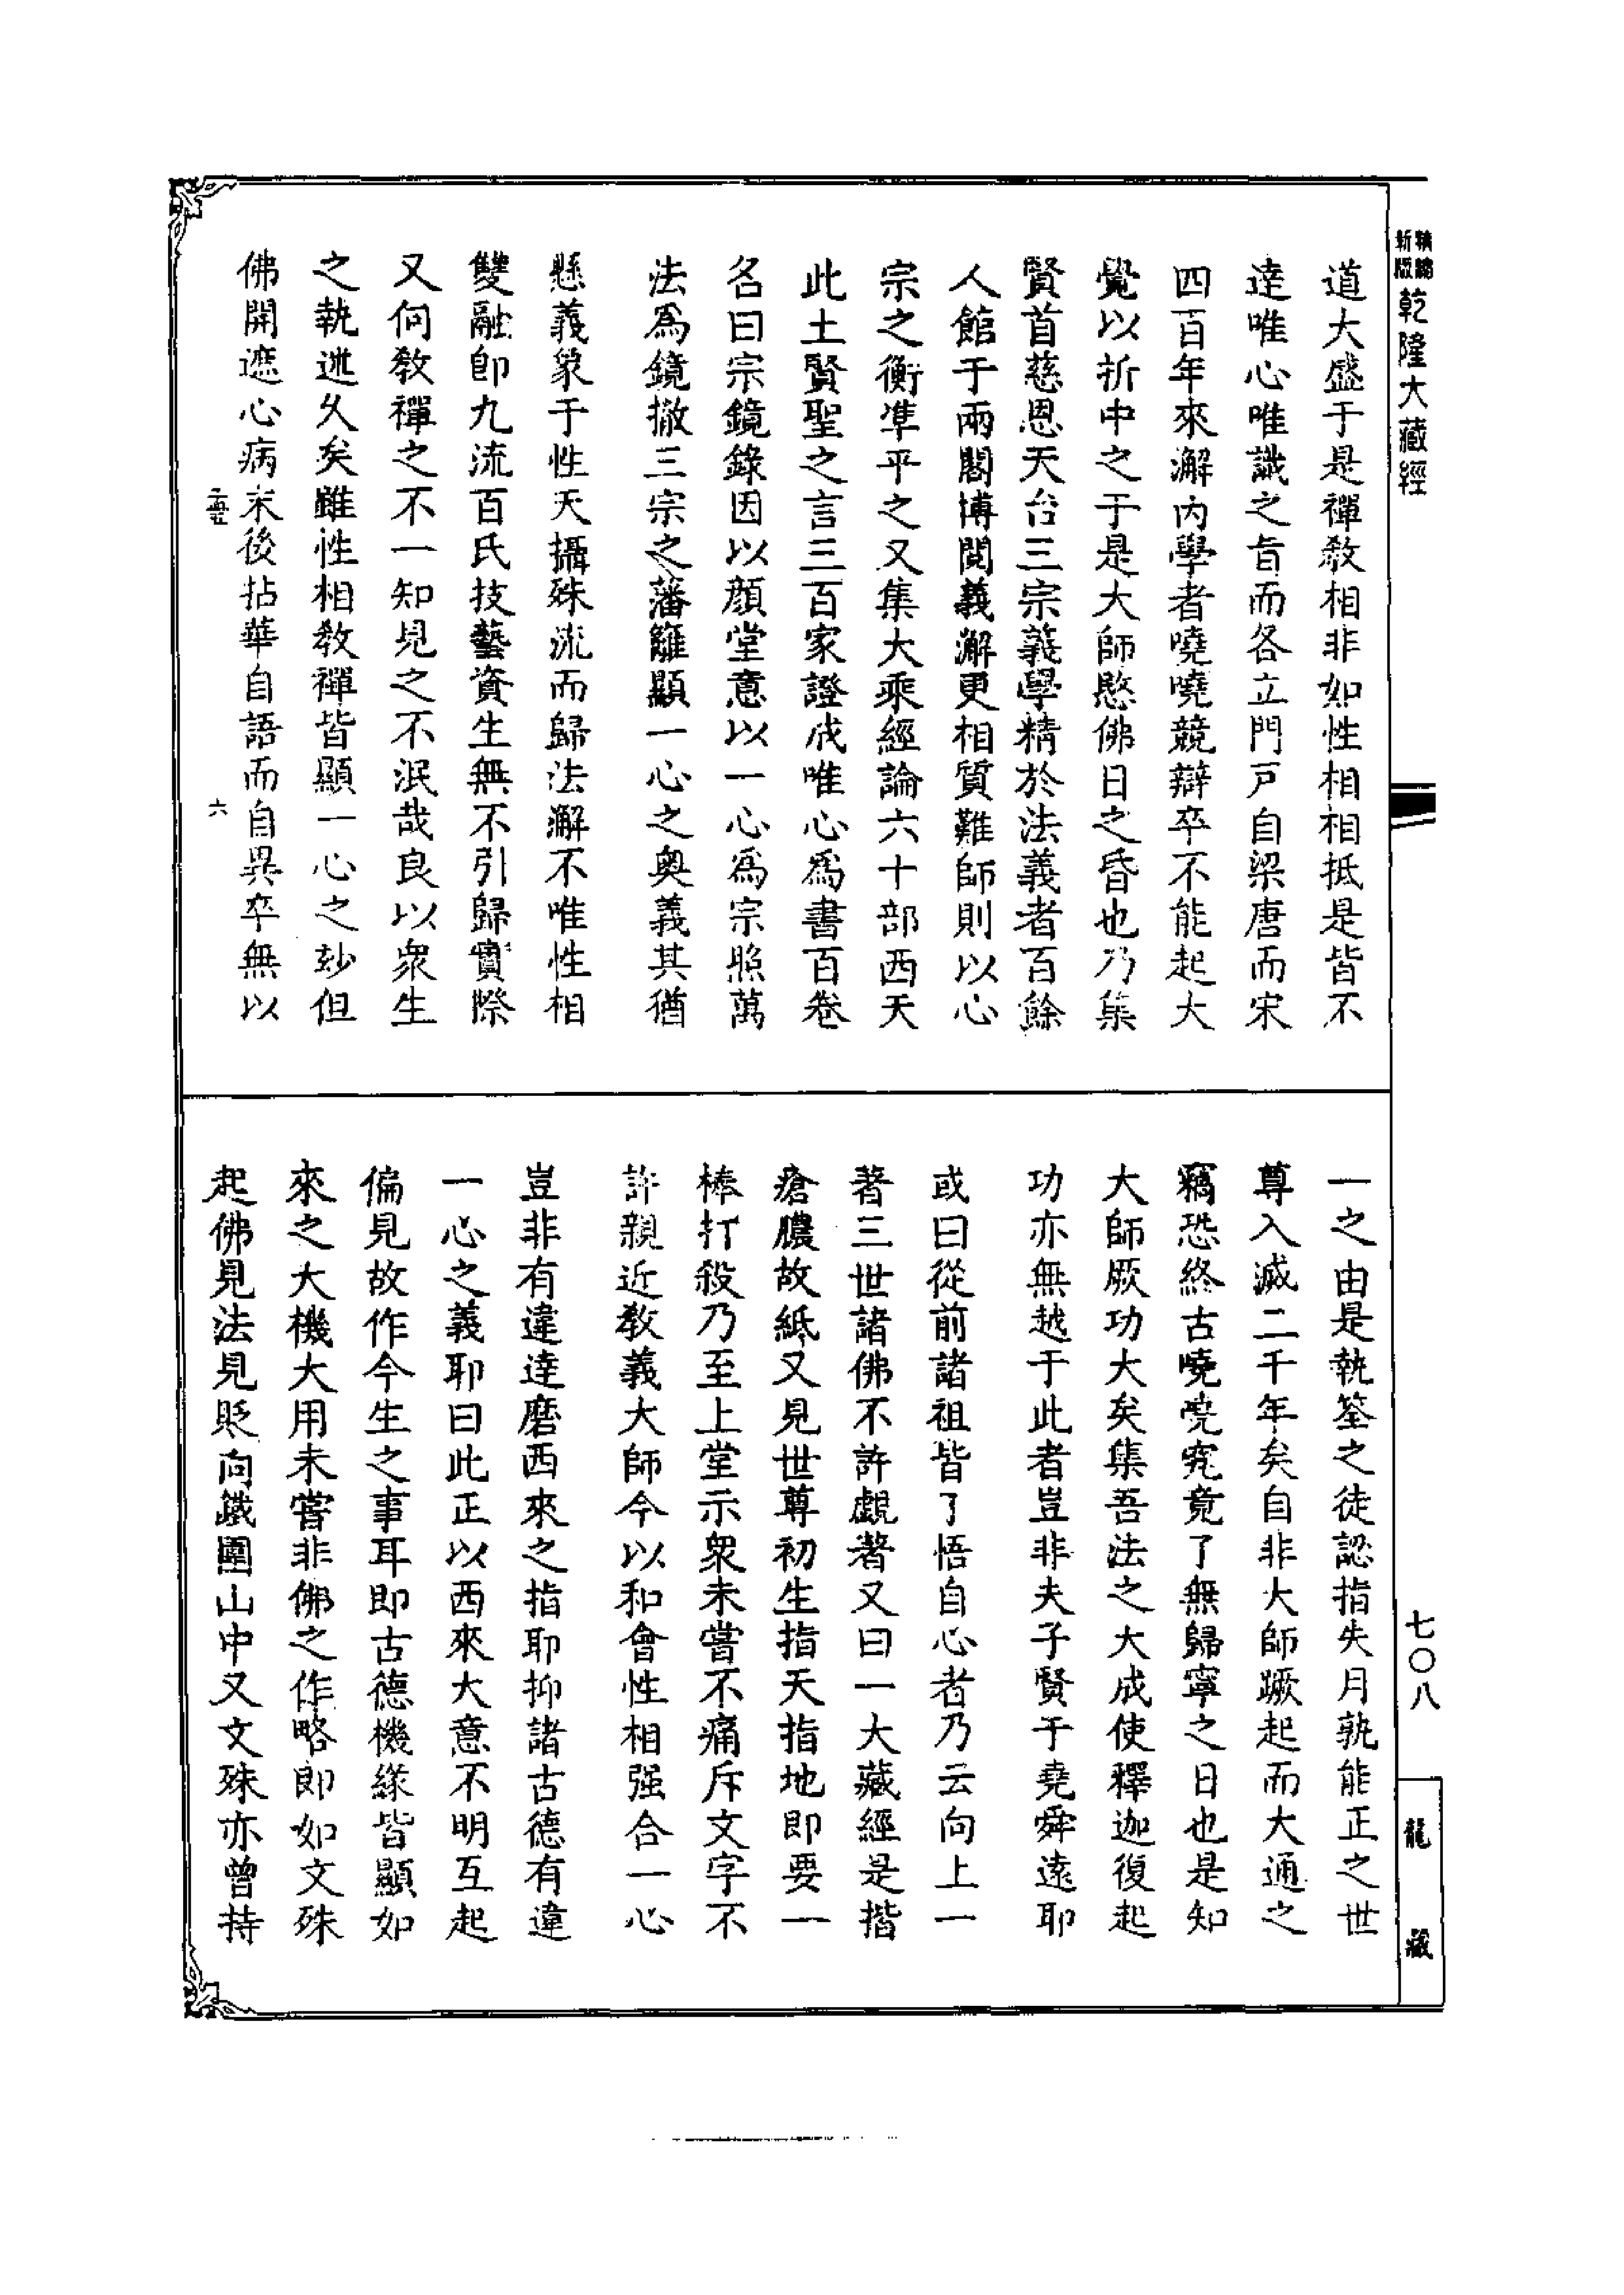 新版
精縮
乾隆大藏經
道大盛于是禪教相非如性相相抵是皆不
達唯心唯識之旨而各立門戶自梁唐而宋
四百年來澥內學者嘵嘵競辯卒不能起大
覺以折中之于是大師愍佛日之昏也乃集
賢首慈恩天台三宗義學精於法義者百餘
人館于兩閣博閱義澥更相質難師則以心
宗之衡準平之又集大乘經論六十部西天
此土賢聖之言三百家證成唯心爲書百卷
名曰宗鏡錄因以顏堂意以一心爲宗照萬
法爲鏡撤三宗之藩籬顯一心之奧義其猶
懸義象于性天攝殊流而歸法澥不唯性相
雙融卽九流百氏技藝資生無不引歸實際
又何教禪之不一知見之不泯哉良以衆生
之執迷久矣雖性相教禪皆顯一心之玅但
佛開遮心病末後拈華自語而自異卒無以
六
一之由是執筌之徒認指失月孰能正之世
尊入滅二千年矣自非大師蹶起而大通之
竊恐終古嘵嘵究竟了無歸寧之日也是知
大師厥功大矣集吾法之大成使釋迦復起
功亦無越于此者豈非夫子賢于堯舜遠耶
或曰從前諸祖皆了悟自心者乃云向上一
著三世諸佛不許覷著又曰一大藏經是揩
瘡膿故紙又見世尊初生指天指地即要一
棒打殺乃至上堂示衆未嘗不痛斥文字不
許親近教義大師今以和會性相强合一心
豈非有違達磨西來之指耶抑諸古德有違
一心之義耶曰此正以西來大意不明互起
偏見故作今生之事耳即古德機緣皆顯如
來之大機大用未嘗非佛之作略即如文殊
起佛見法見貶向鐵圍山中又文殊亦曾持
七〇八
龍藏